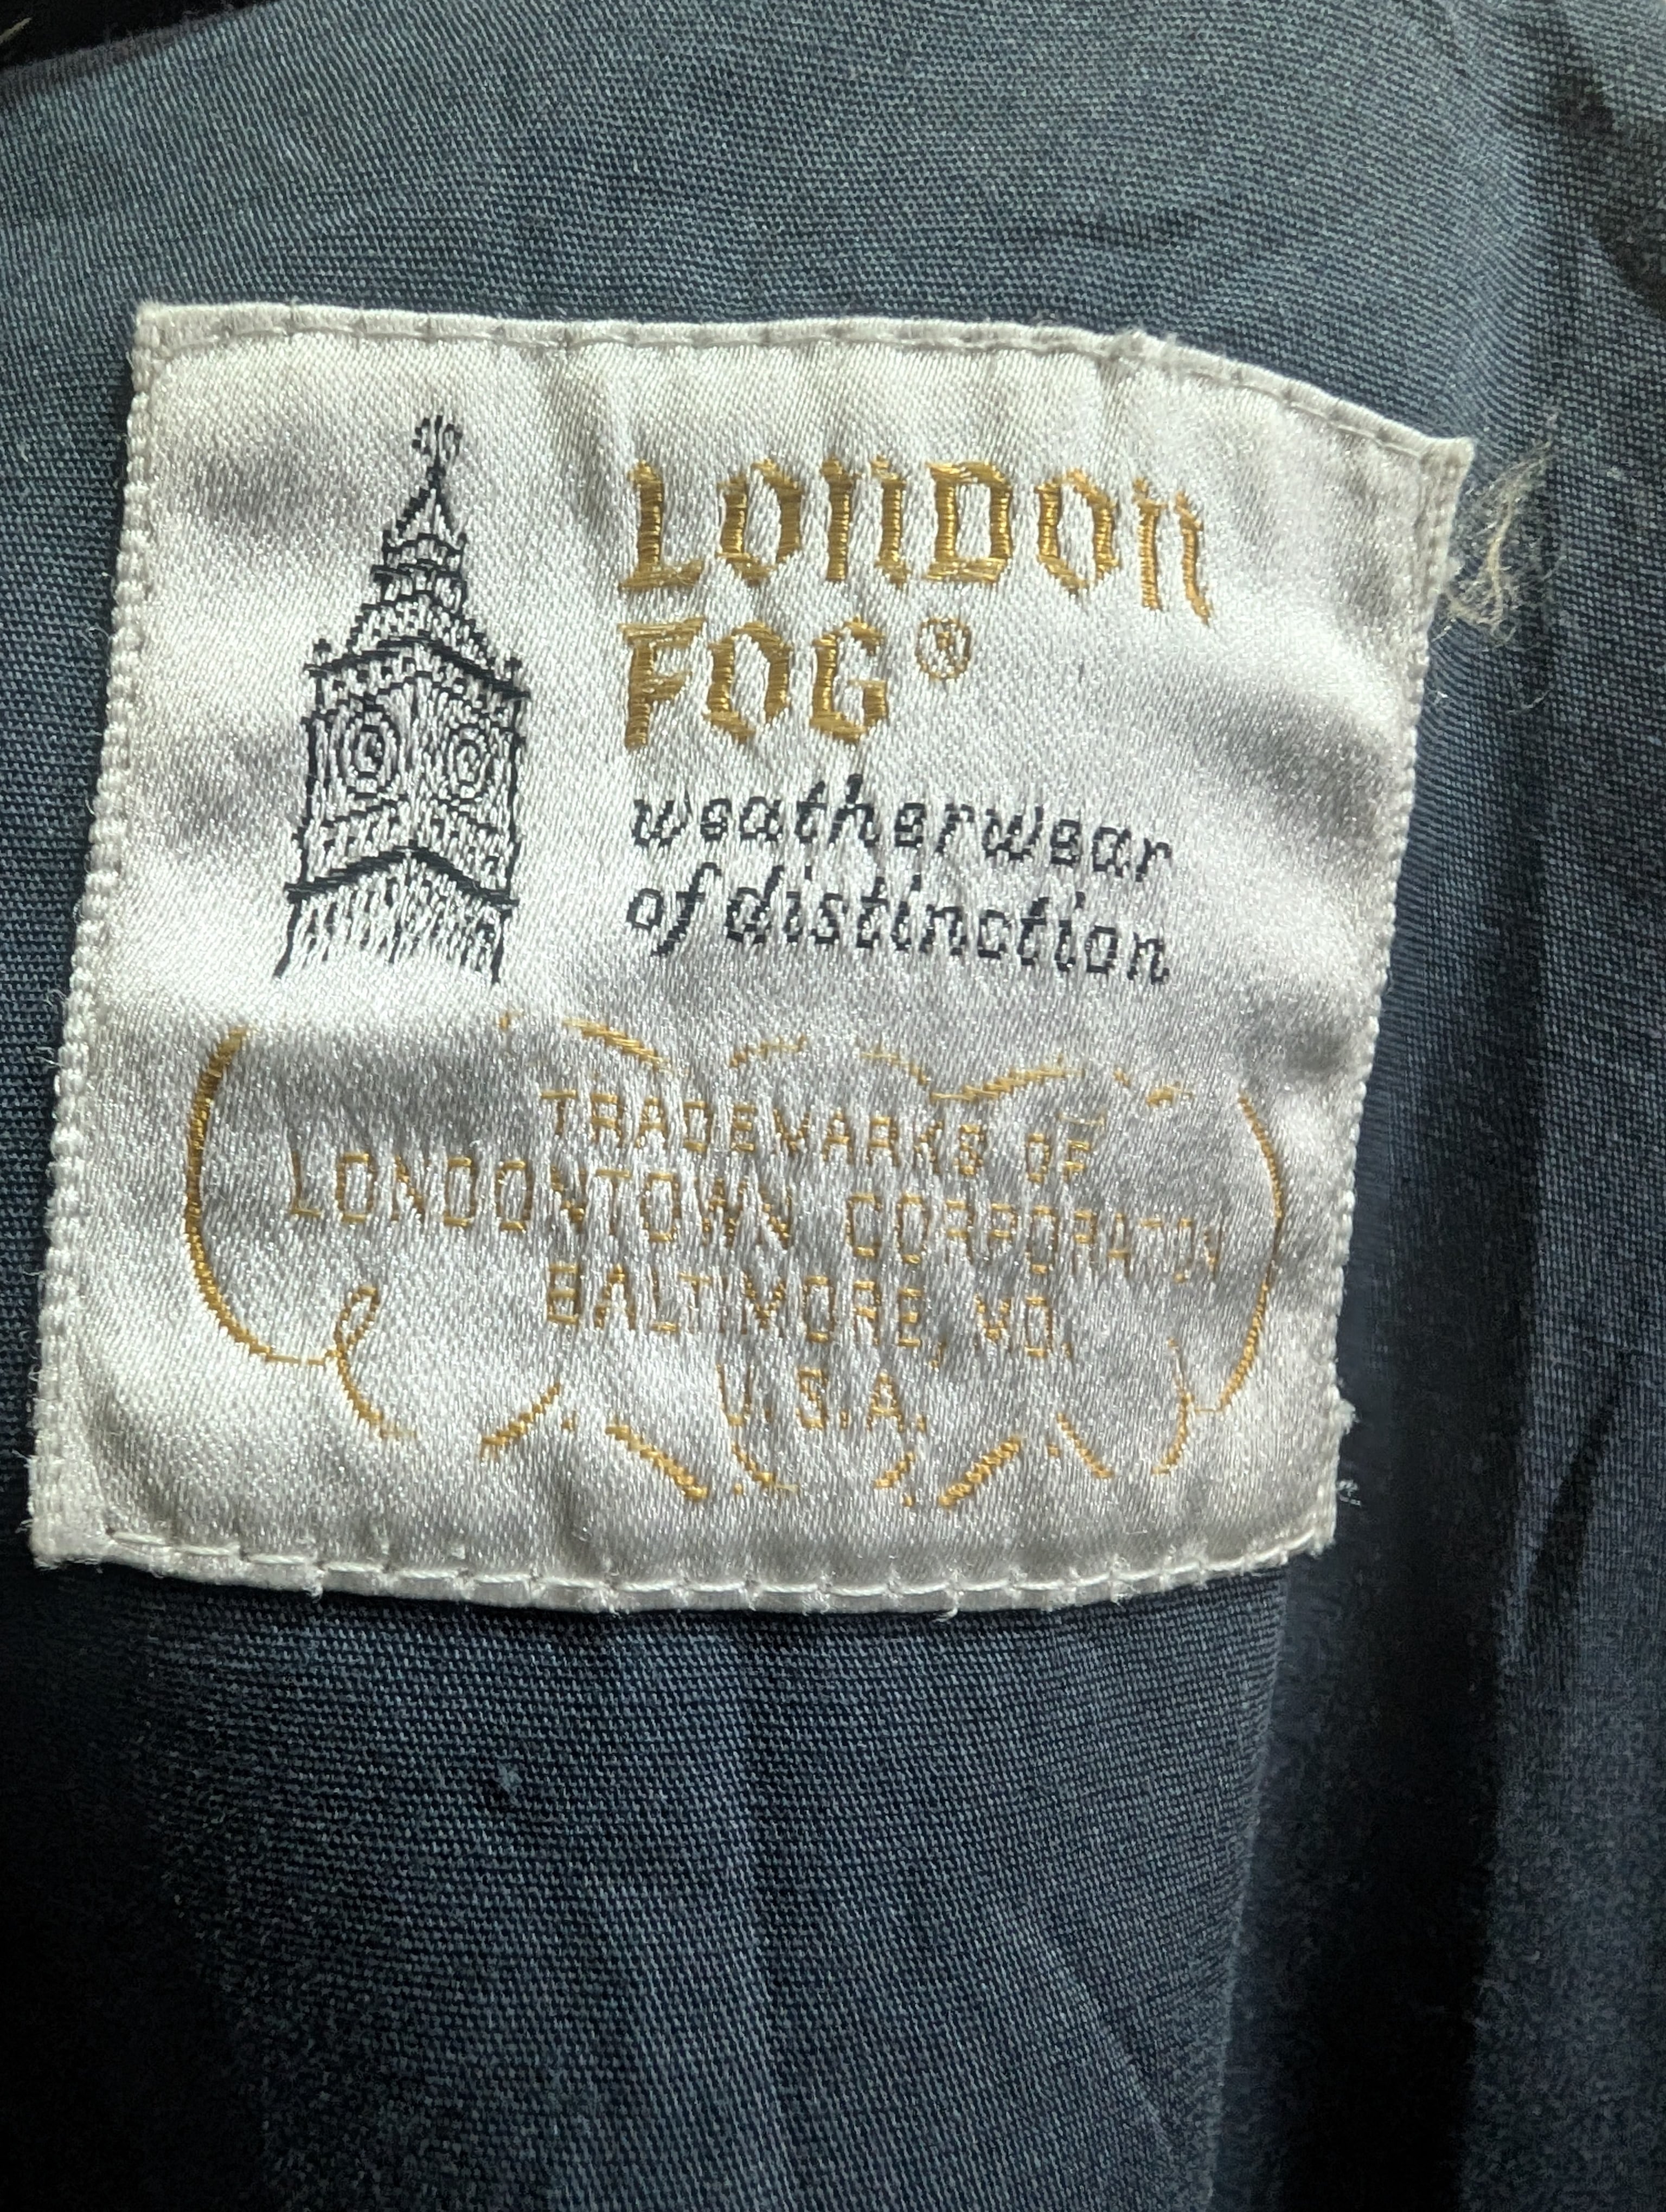 LONDON
FOG®
weatherwear
of distinction
TRADEMARKS OF
LONDONTOWN CORPORATION
BALTIMORE, MD.
U.S.A.